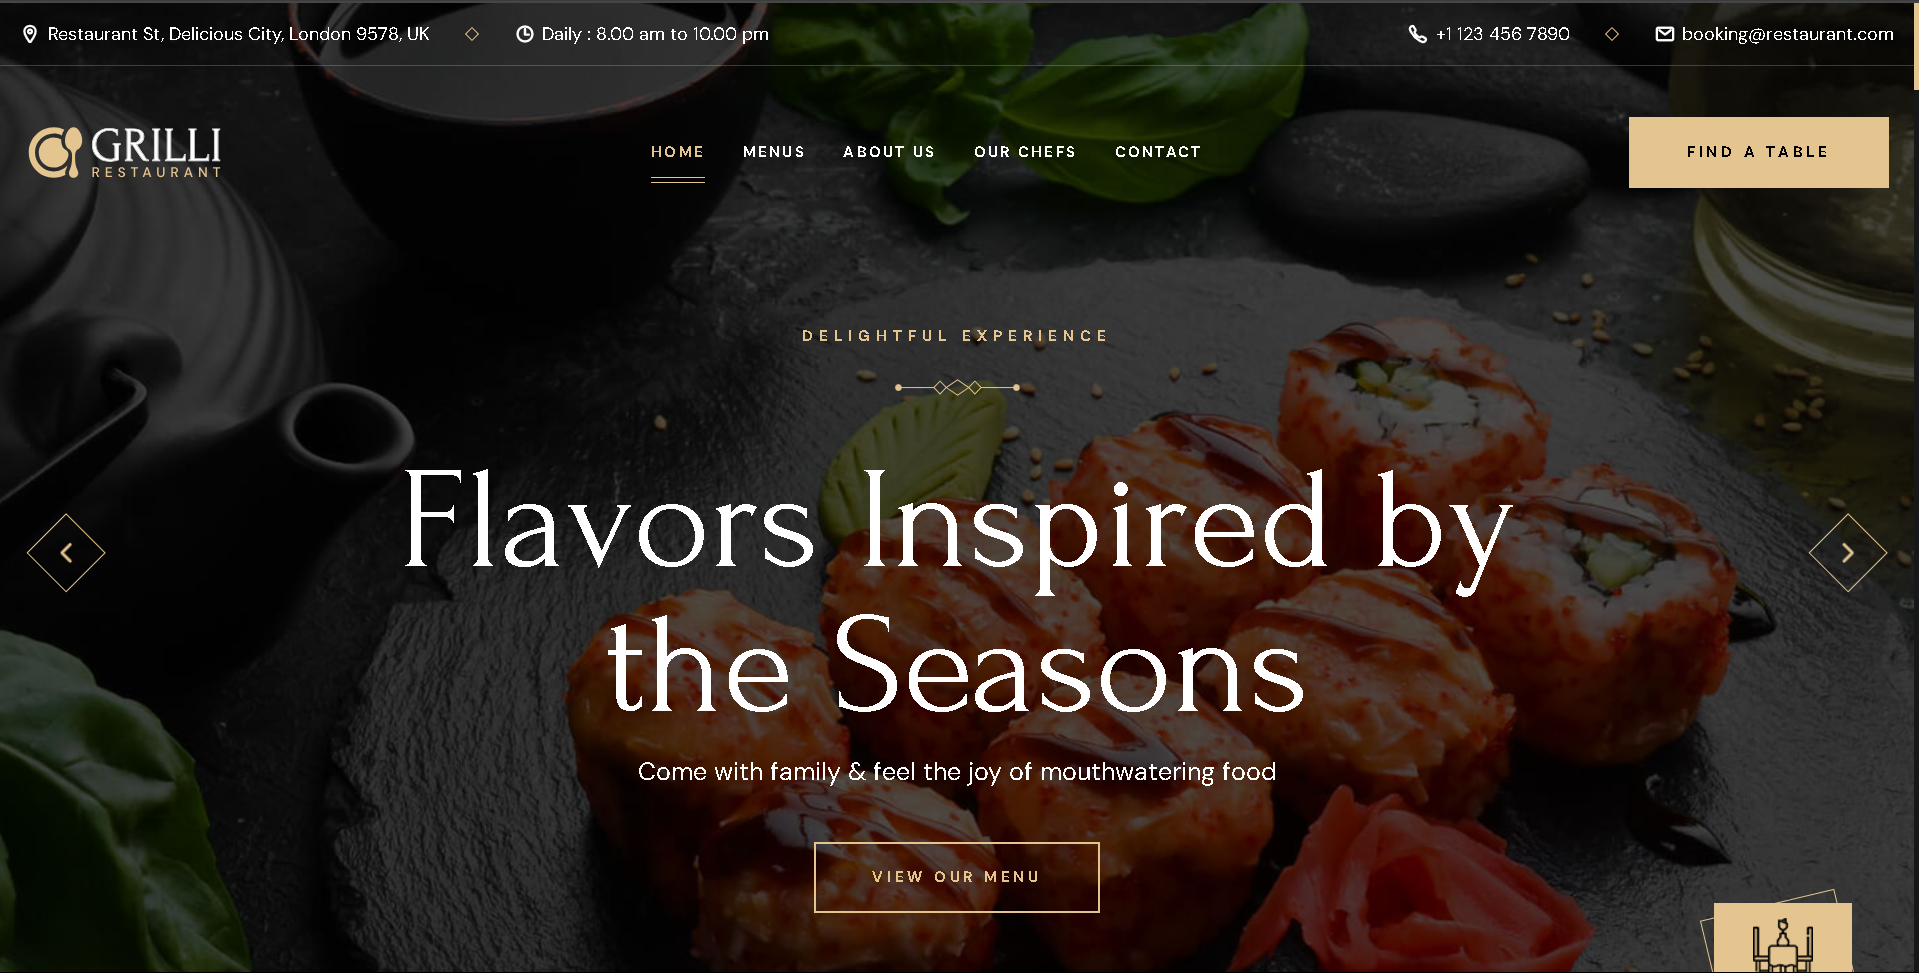 Restaurant St, Delicious City, London 9578, UK
Daily : 8.00 am to 10.00 pm
+1 123 456 7890
booking@restaurant.com
GRILLI
RESTAURANT
HOME
MENUS
ABOUT US
OUR CHEFS
CONTACT
FIND A TABLE
DELIGHTFUL EXPERIENCE
Flavors Inspired by
the Seasons
Come with family & feel the joy of mouthwatering food
VIEW OUR MENU